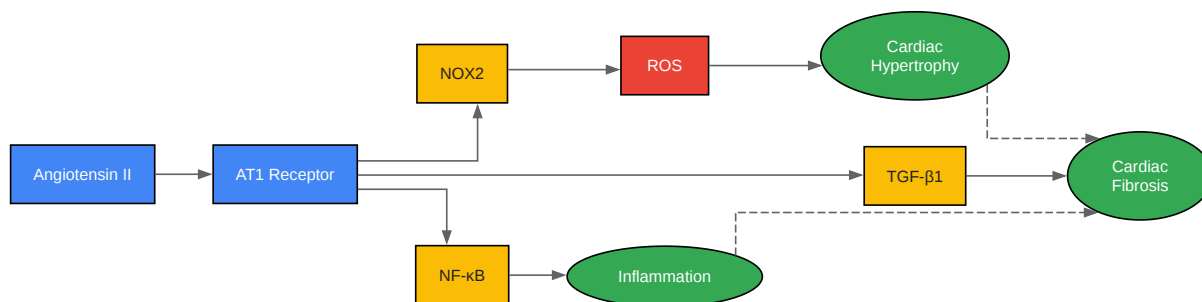 Cardiac
Hypertrophy
NOX2
ROS
Angiotensin II
AT1 Receptor
TGF-β1
Cardiac
Fibrosis
NF-κB
Inflammation